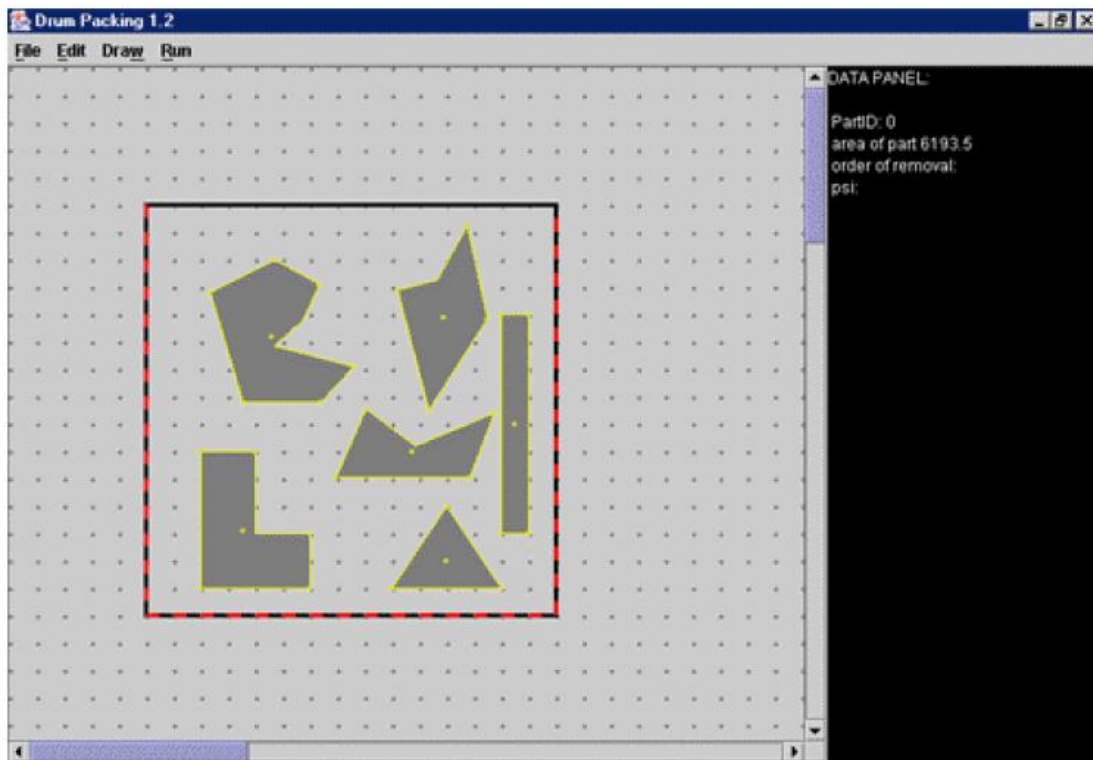 Drum Packing 1.2
File Edit Draw Run
DATA PANEL:
PartID: 0
area of part 6193.5
order of removal:
psi: